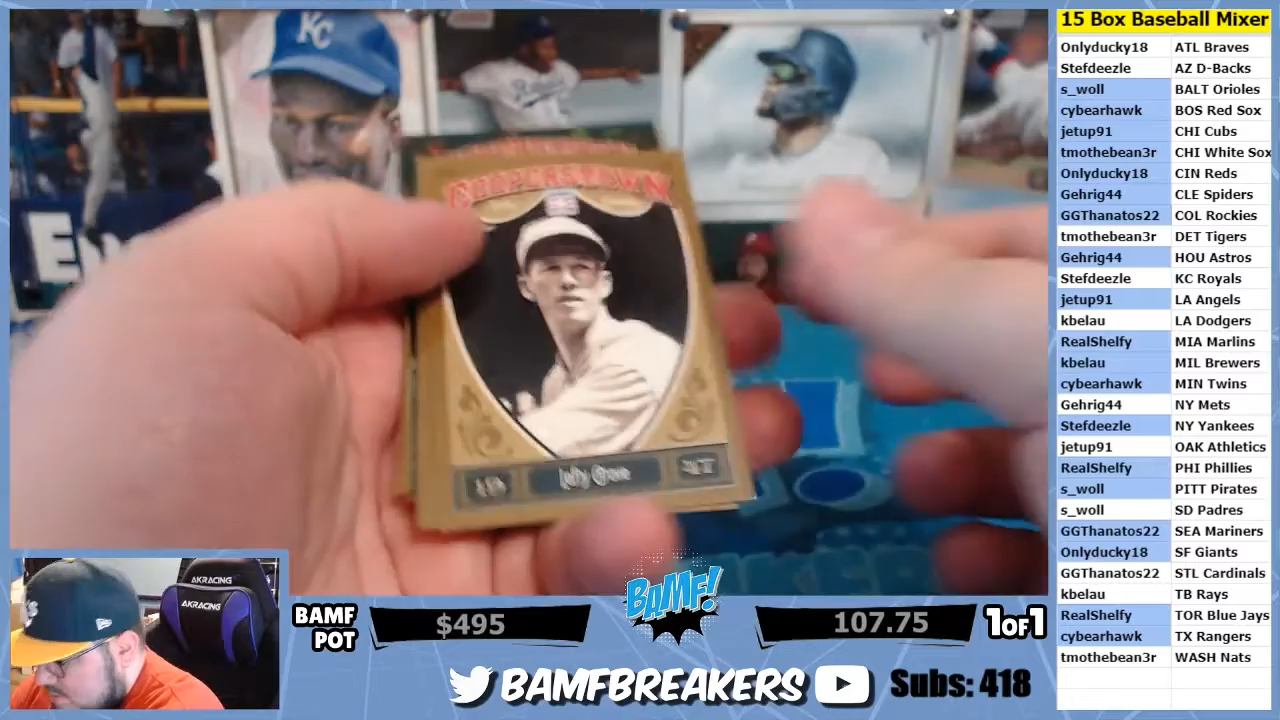 15 Box Baseball Mixer
Onlyducky18 ATL Braves
Stefdeezle AZ D-Backs
s_woll BALT Orioles
cybearhawk BOS Red Sox
jetup91 CHI Cubs
tmothebean3r CHI White Sox
Onlyducky18 CIN Reds
Gehrig44 CLE Spiders
GGThanatos22 COL Rockies
tmothebean3r DET Tigers
Gehrig44 HOU Astros
Stefdeezle KC Royals
jetup91 LA Angels
kbelau LA Dodgers
RealShelfy MIA Marlins
kbelau MIL Brewers
cybearhawk MIN Twins
Gehrig44 NY Mets
Stefdeezle NY Yankees
jetup91 OAK Athletics
RealShelfy PHI Phillies
s_woll PITT Pirates
s_woll SD Padres
GGThanatos22 SEA Mariners
Onlyducky18 SF Giants
GGThanatos22 STL Cardinals
kbelau TB Rays
RealShelfy TOR Blue Jays
cybearhawk TX Rangers
tmothebean3r WASH Nats
KC
COOPERSTOWN
Lefty Grove
AKRACING
AKRACING
BAMF
POT
$495
BAMF!
107.75
1OF1
BAMFBREAKERS
Subs: 418